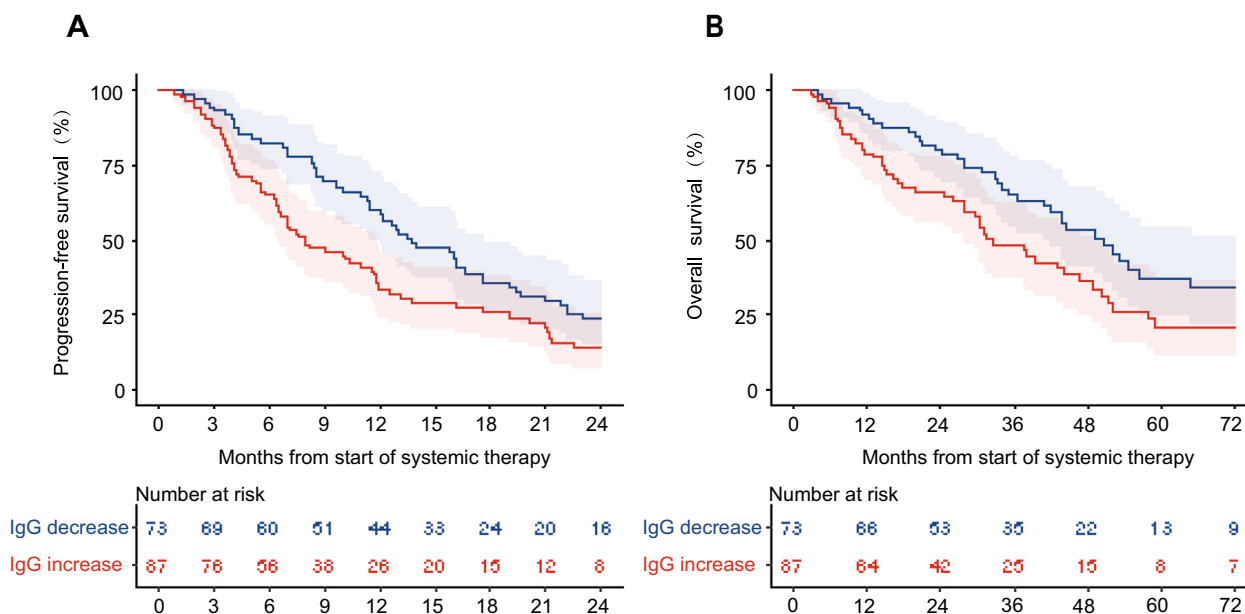 A
Progression-free survival (%)
100
75
50
25
0
0 3 6 9 12 15 18 21 24
Months from start of systemic therapy
Number at risk
IgG decrease 73 69 60 51 44 33 24 20 16
IgG increase 87 76 56 38 26 20 15 12 8
0 3 6 9 12 15 18 21 24
B
Overall survival (%)
100
75
50
25
0
0 12 24 36 48 60 72
Months from start of systemic therapy
Number at risk
IgG decrease 73 66 53 35 22 13 9
IgG increase 87 64 42 25 15 8 7
0 12 24 36 48 60 72